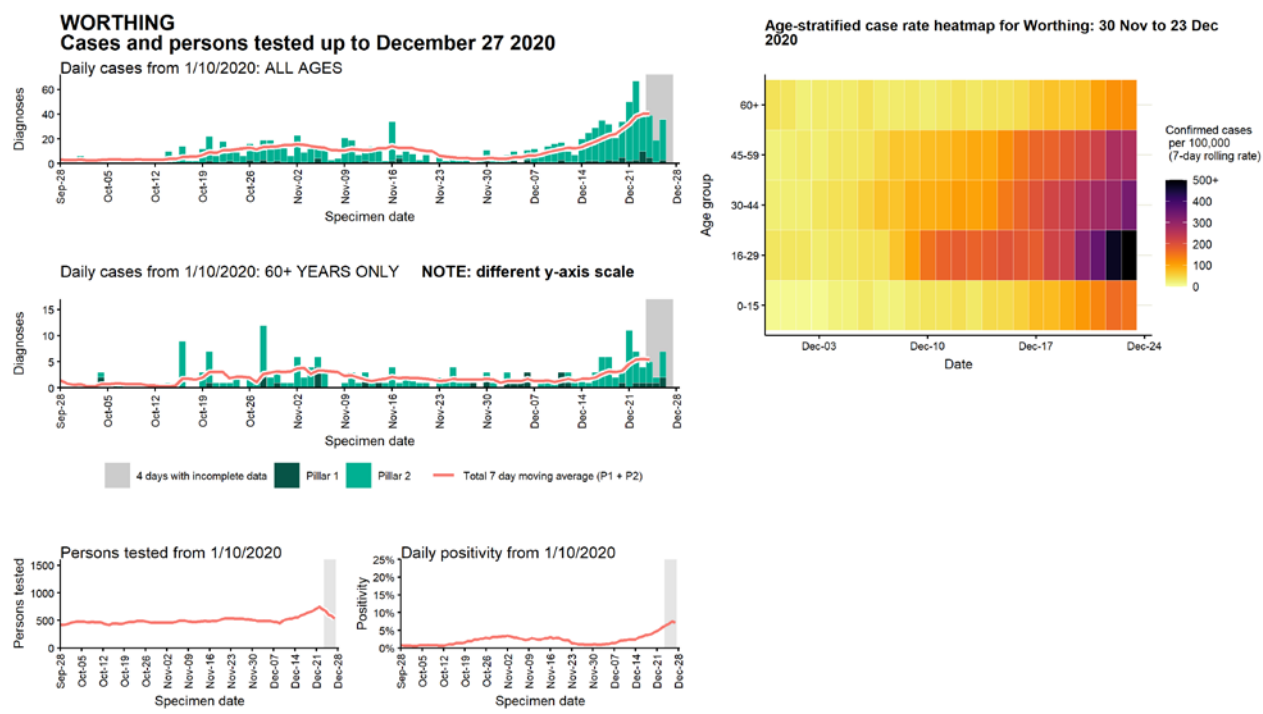 WORTHING
Cases and persons tested up to December 27 2020
Daily cases from 1/10/2020: ALL AGES
Diagnoses
60
40
20
0
Sep-28
Oct-05
Oct-12
Oct-19
Oct-26
Nov-02
Nov-09
Nov-16
Nov-23
Nov-30
Dec-07
Dec-14
Dec-21
Dec-28
Specimen date
Daily cases from 1/10/2020: 60+ YEARS ONLY NOTE: different y-axis scale
Diagnoses
15
10
5
0
Sep-28
Oct-05
Oct-12
Oct-19
Oct-26
Nov-02
Nov-09
Nov-16
Nov-23
Nov-30
Dec-07
Dec-14
Dec-21
Dec-28
Specimen date
4 days with incomplete data Pillar 1 Pillar 2 Total 7 day moving average (P1 + P2)
Persons tested from 1/10/2020
Persons tested
1500
1000
500
0
Sep-28
Oct-05
Oct-12
Oct-19
Oct-26
Nov-02
Nov-09
Nov-16
Nov-23
Nov-30
Dec-07
Dec-14
Dec-21
Dec-28
Specimen date
Daily positivity from 1/10/2020
Positivity
25%
20%
15%
10%
5%
0%
Sep-28
Oct-05
Oct-12
Oct-19
Oct-26
Nov-02
Nov-09
Nov-16
Nov-23
Nov-30
Dec-07
Dec-14
Dec-21
Dec-28
Specimen date
Age-stratified case rate heatmap for Worthing: 30 Nov to 23 Dec
2020
Age group
60+
45-59
30-44
16-29
0-15
Dec-03
Dec-10
Dec-17
Dec-24
Date
Confirmed cases
per 100,000
(7-day rolling rate)
500+
400
300
200
100
0